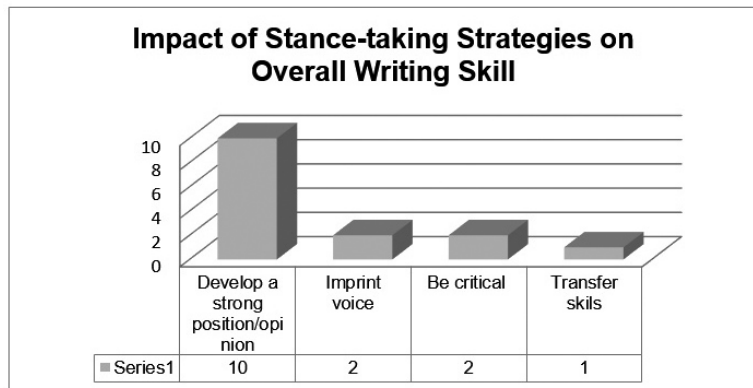 Impact of Stance-taking Strategies on
Overall Writing Skill
10
8
6
4
2
0
Develop a
strong
position/opi
nion
Imprint
voice
Be critical
Transfer
skils
Series1 10 2 2 1